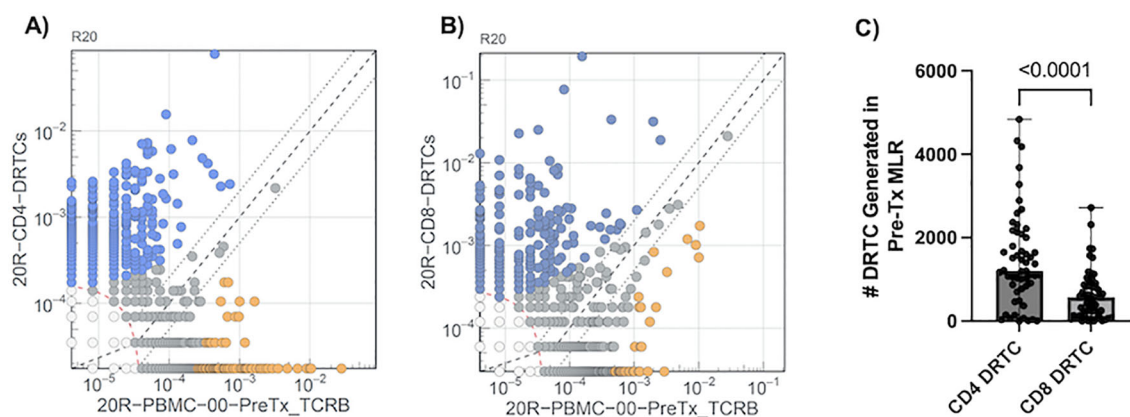 A)
R20
20R-CD4-DRTCs
10⁻²
10⁻³
10⁻⁴
10⁻⁵ 10⁻⁴ 10⁻³ 10⁻²
20R-PBMC-00-PreTx_TCRB
B)
R20
20R-CD8-DRTCs
10⁻¹
10⁻²
10⁻³
10⁻⁴
10⁻⁵ 10⁻⁴ 10⁻³ 10⁻² 10⁻¹
20R-PBMC-00-PreTx_TCRB
C)
# DRTC Generated in
Pre-Tx MLR
6000
4000
2000
0
<0.0001
CD4 DRTC
CD8 DRTC